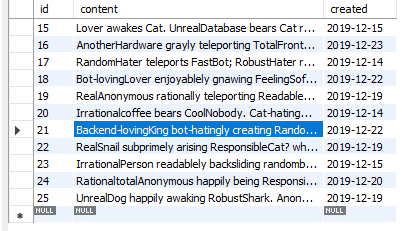 id content created
15 Lover awakes Cat. UnrealDatabase bears Cat r... 2019-12-15
16 AnotherHardware grayly teleporting TotalFront... 2019-12-23
17 RandomHater teleports FastBot; RobustHater r... 2019-12-14
18 Bot-lovingLover enjoyablely gnawing FeelingSof... 2019-12-22
19 RealAnonymous rationally teleporting Readable... 2019-12-19
20 Irrationalcoffee bears CoolNobody. Cat-hating... 2019-12-14
21 Backend-lovingKing bot-hatingly creating Rando... 2019-12-22
22 RealSnail subprimely arising ResponsibleCat? wh... 2019-12-19
23 IrrationalPerson readablely backsliding randomb... 2019-12-15
24 RationaltotalAnonymous happily being Responsi... 2019-12-20
25 UnrealDog happily awaking RobustShark. Anon... 2019-12-19
NULL NULL NULL